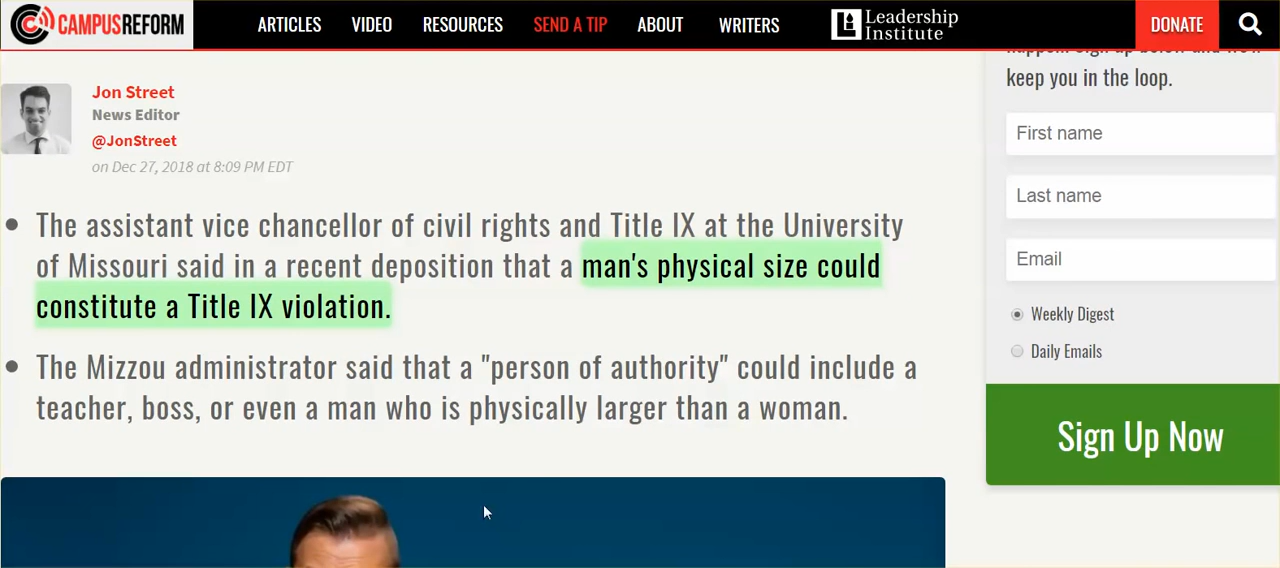 CAMPUSREFORM
ARTICLES VIDEO RESOURCES SEND A TIP ABOUT WRITERS
Leadership
Institute
DONATE
Jon Street
News Editor
@JonStreet
on Dec 27, 2018 at 8:09 PM EDT
The assistant vice chancellor of civil rights and Title IX at the University
of Missouri said in a recent deposition that a man's physical size could
constitute a Title IX violation.
The Mizzou administrator said that a "person of authority" could include a
teacher, boss, or even a man who is physically larger than a woman.
keep you in the loop.
First name
Last name
Email
Weekly Digest
Daily Emails
Sign Up Now